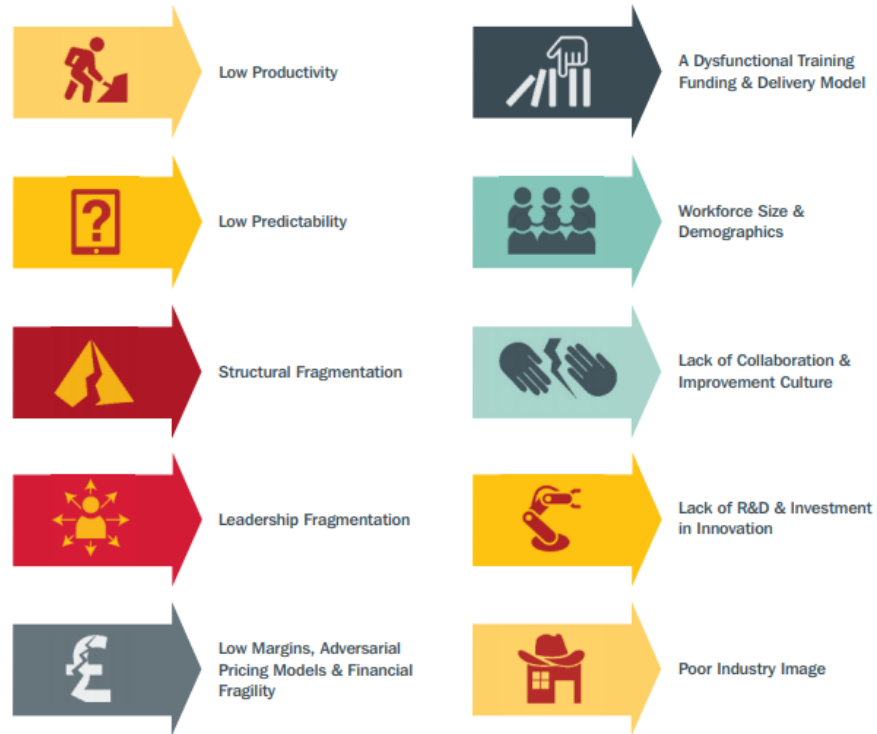 Low Productivity
Low Predictability
Structural Fragmentation
Leadership Fragmentation
Low Margins, Adversarial
Pricing Models & Financial
Fragility
A Dysfunctional Training
Funding & Delivery Model
Workforce Size &
Demographics
Lack of Collaboration &
Improvement Culture
Lack of R&D & Investment
in Innovation
Poor Industry Image